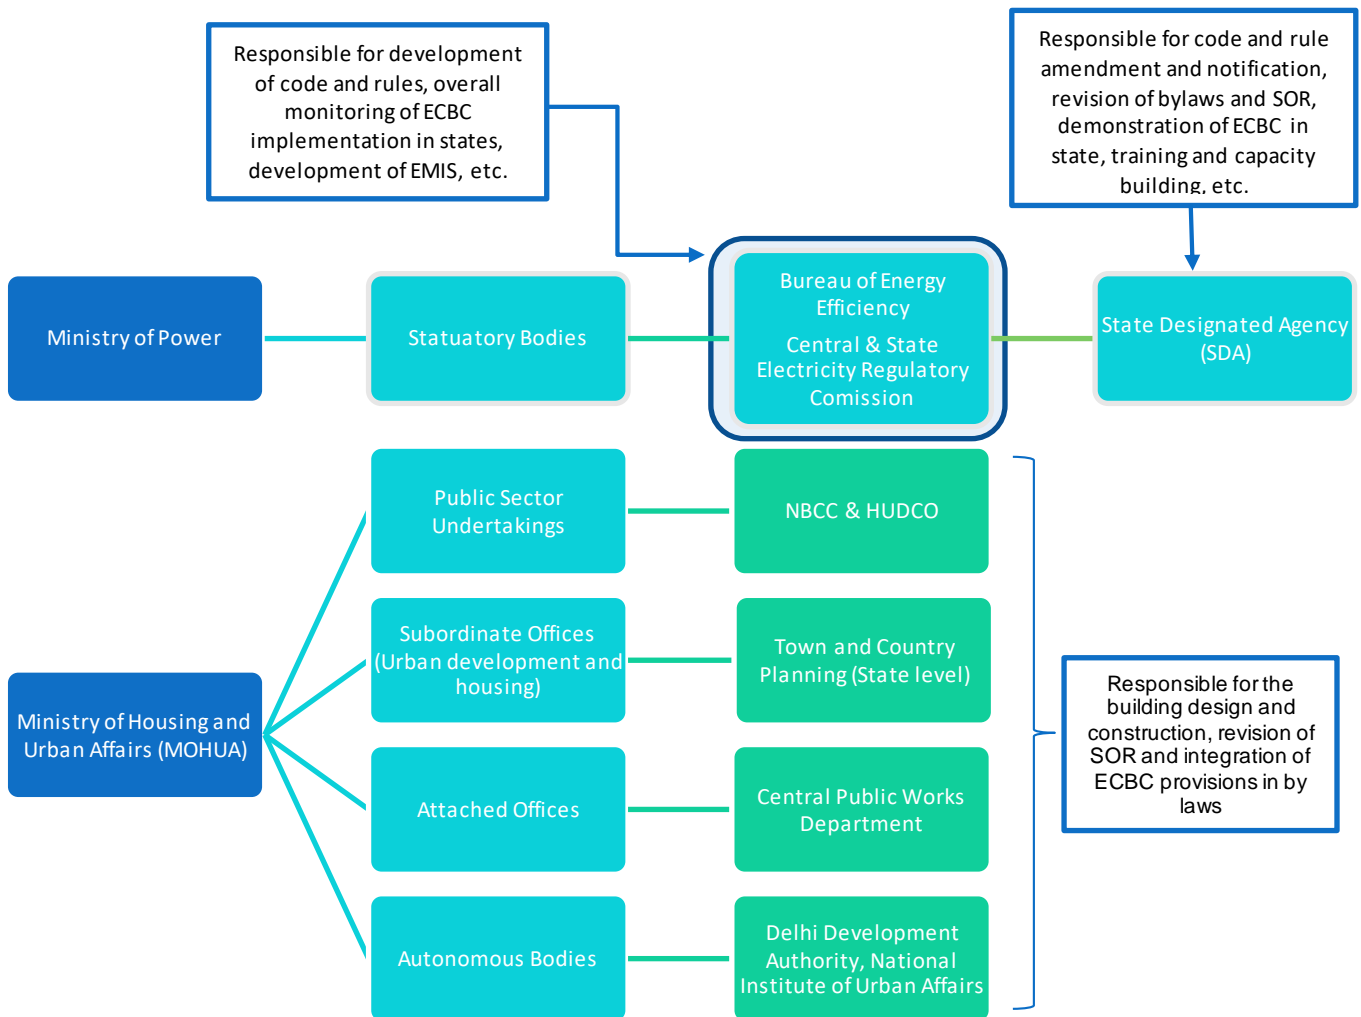 Responsible for development
of code and rules, overall
monitoring of ECBC
implementation in states,
development of EMIS, etc.
Responsible for code and rule
amendment and notification,
revision of bylaws and SOR,
demonstration of ECBC in
state, training and capacity
building, etc.
Ministry of Power
Statuatory Bodies
Bureau of Energy
Efficiency
Central & State
Electricity Regulatory
Comission
State Designated Agency
(SDA)
Public Sector
Undertakings
NBCC & HUDCO
Subordinate Offices
(Urban development and
housing)
Town and Country
Planning (State level)
Ministry of Housing and
Urban Affairs (MOHUA)
Attached Offices
Central Public Works
Department
Autonomous Bodies
Delhi Development
Authority, National
Institute of Urban Affairs
Responsible for the
building design and
construction, revision of
SOR and integration of
ECBC provisions in by
laws